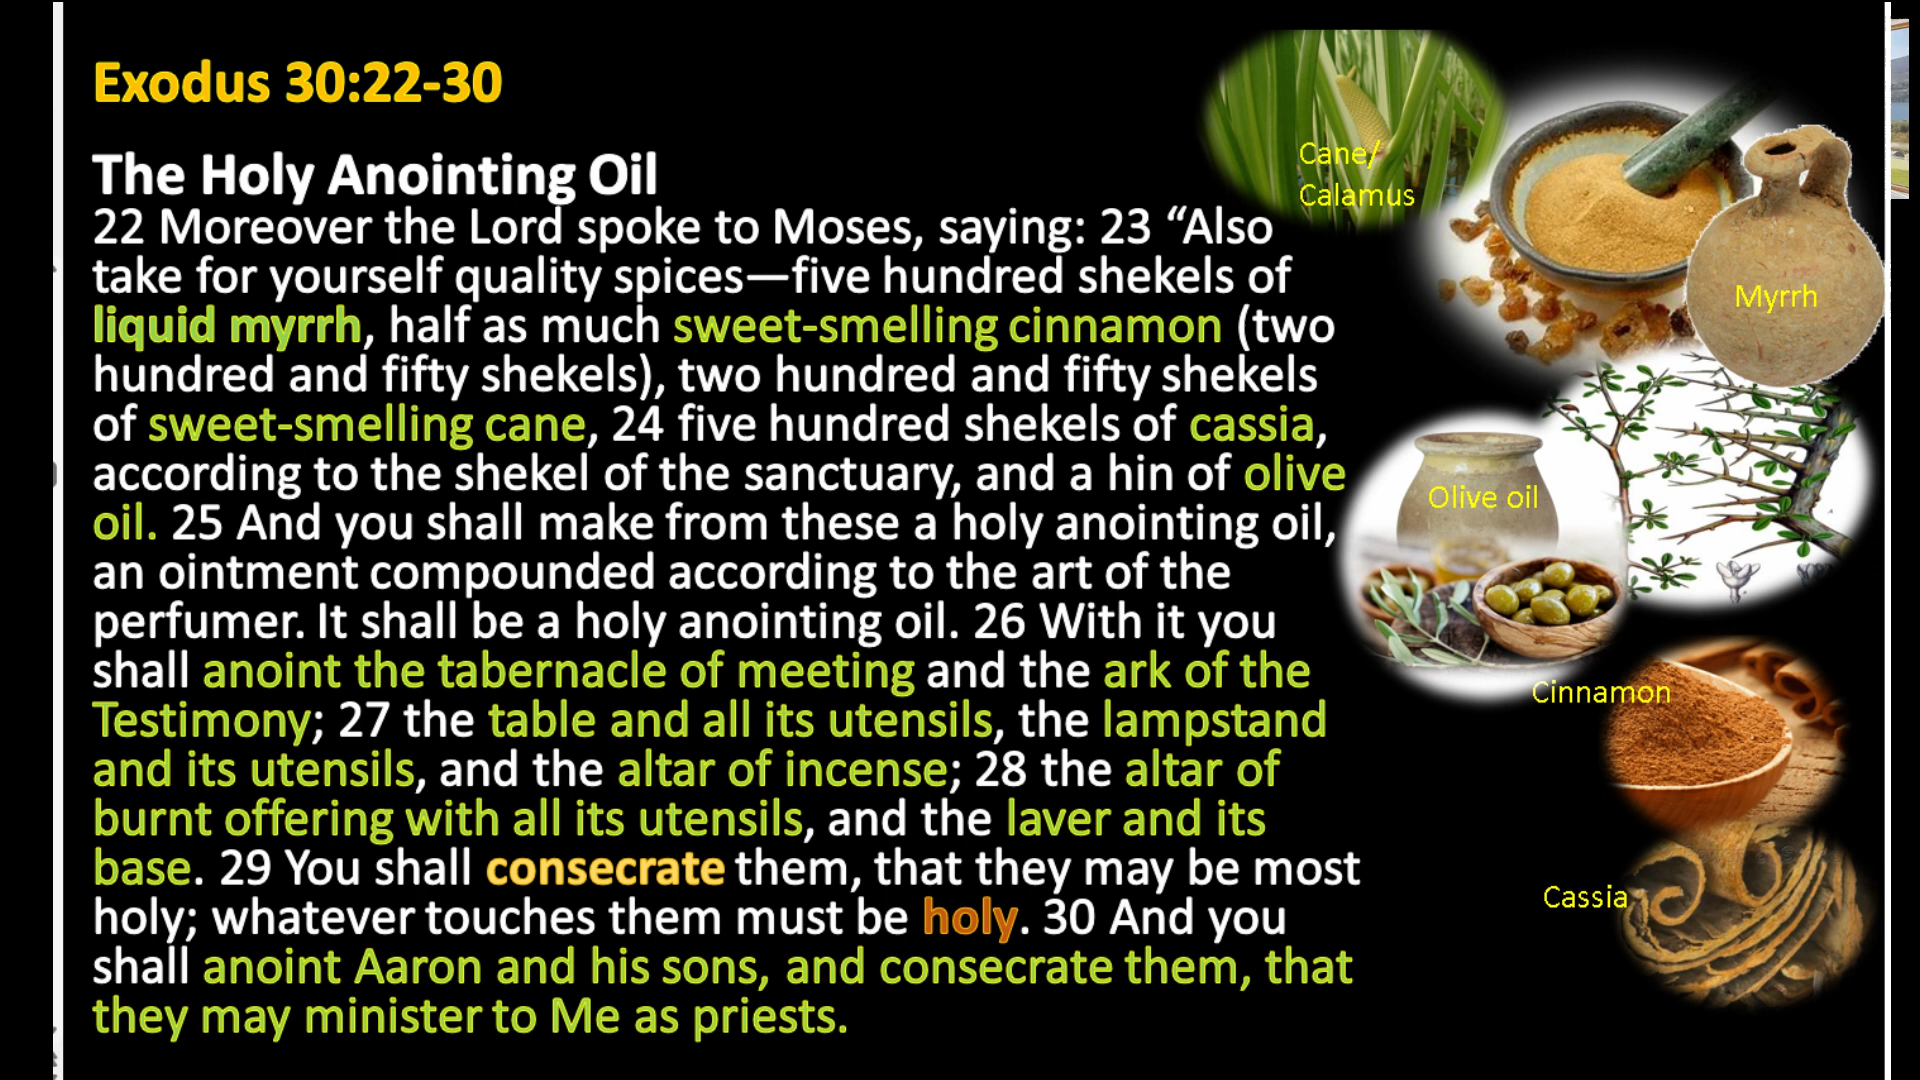 Exodus 30:22-30
The Holy Anointing Oil
22 Moreover the Lord spoke to Moses, saying: 23 “Also
take for yourself quality spices—five hundred shekels of
liquid myrrh, half as much sweet-smelling cinnamon (two
hundred and fifty shekels), two hundred and fifty shekels
of sweet-smelling cane, 24 five hundred shekels of cassia,
according to the shekel of the sanctuary, and a hin of olive
oil. 25 And you shall make from these a holy anointing oil,
an ointment compounded according to the art of the
perfumer. It shall be a holy anointing oil. 26 With it you
shall anoint the tabernacle of meeting and the ark of the
Testimony; 27 the table and all its utensils, the lampstand
and its utensils, and the altar of incense; 28 the altar of
burnt offering with all its utensils, and the laver and its
base. 29 You shall consecrate them, that they may be most
holy; whatever touches them must be holy. 30 And you
shall anoint Aaron and his sons, and consecrate them, that
they may minister to Me as priests.
Cane/
Calamus
Myrrh
Olive oil
Cinnamon
Cassia